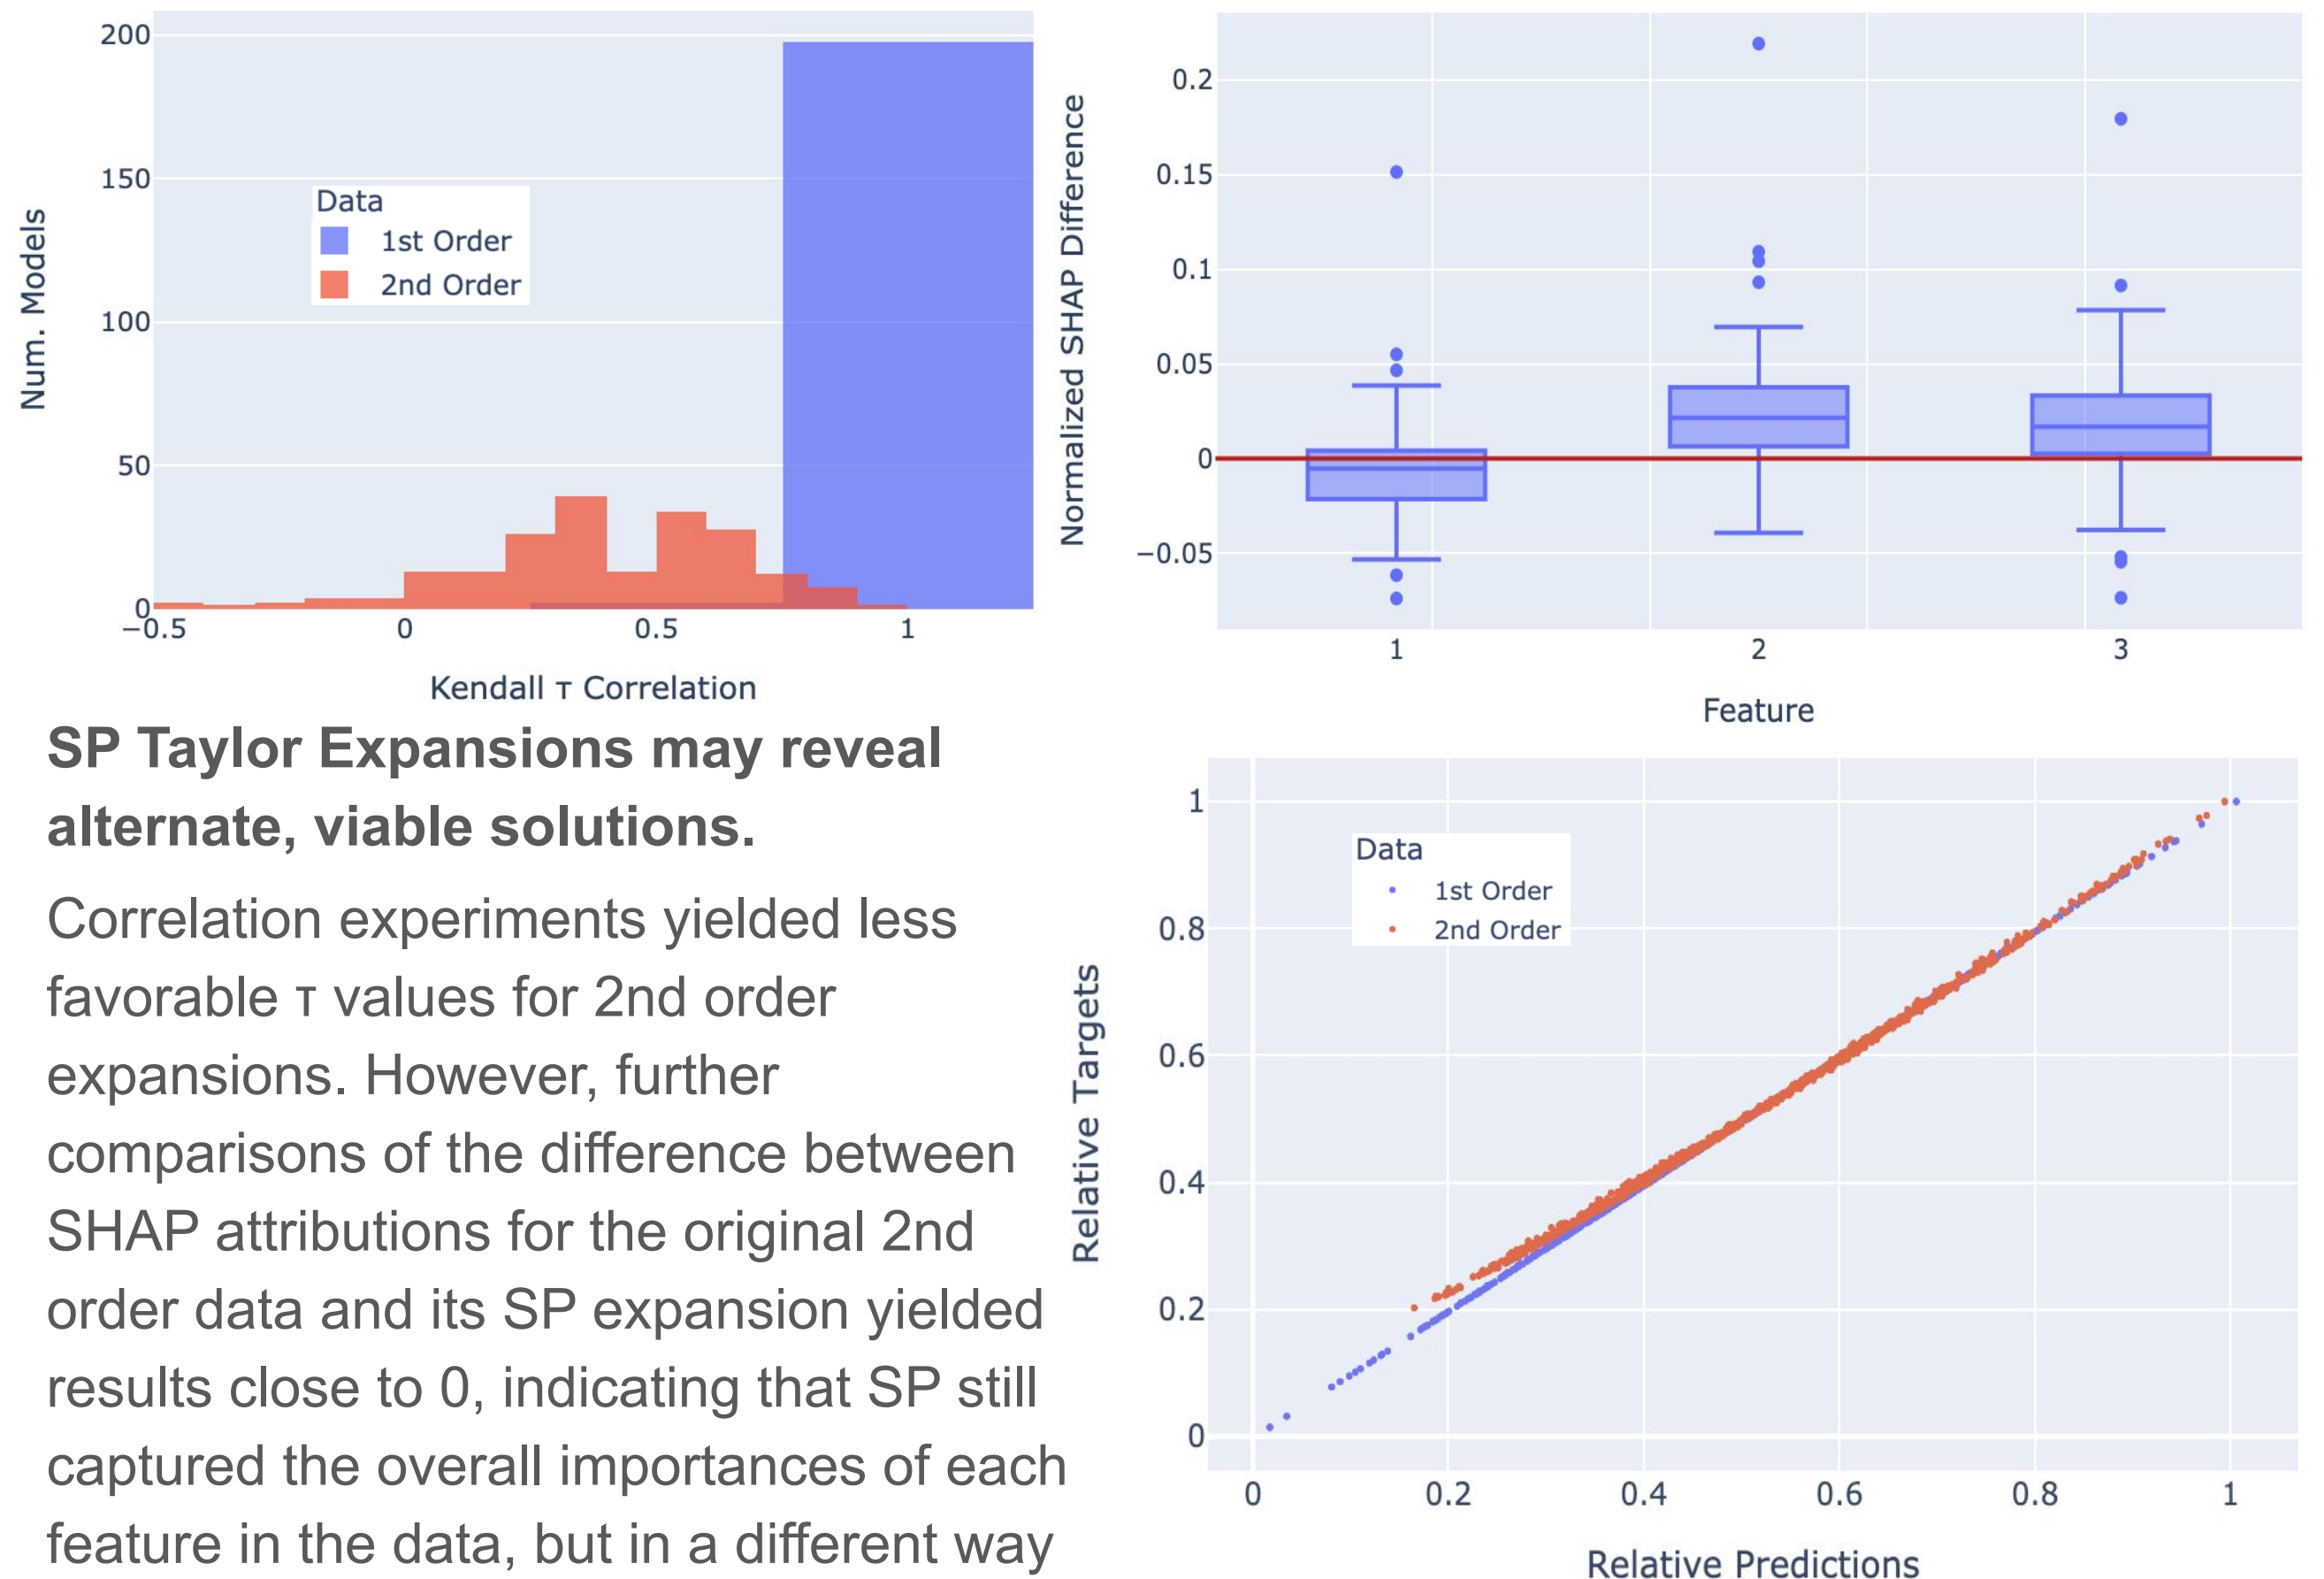 200
150
100
50
0
−0.5
0
0.5
1
Num. Models
Kendall τ Correlation
Data
1st Order
2nd Order
0.2
0.15
0.1
0.05
0
−0.05
1
2
3
Normalized SHAP Difference
Feature
SP Taylor Expansions may reveal
alternate, viable solutions.
Correlation experiments yielded less
favorable τ values for 2nd order
expansions. However, further
comparisons of the difference between
SHAP attributions for the original 2nd
order data and its SP expansion yielded
results close to 0, indicating that SP still
captured the overall importances of each
feature in the data, but in a different way
1
0.8
0.6
0.4
0.2
0
0
0.2
0.4
0.6
0.8
1
Relative Targets
Relative Predictions
Data
1st Order
2nd Order